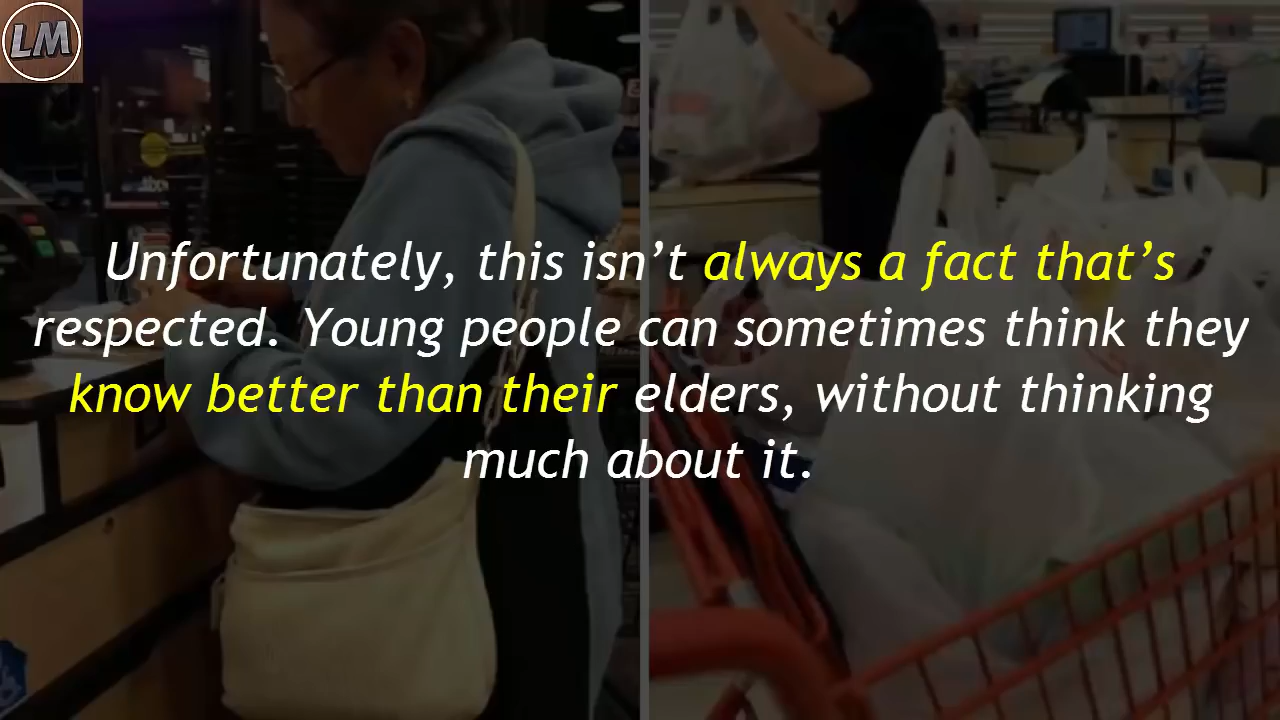 LM
Unfortunately, this isn’t always a fact that’s
respected. Young people can sometimes think they
know better than their elders, without thinking
much about it.